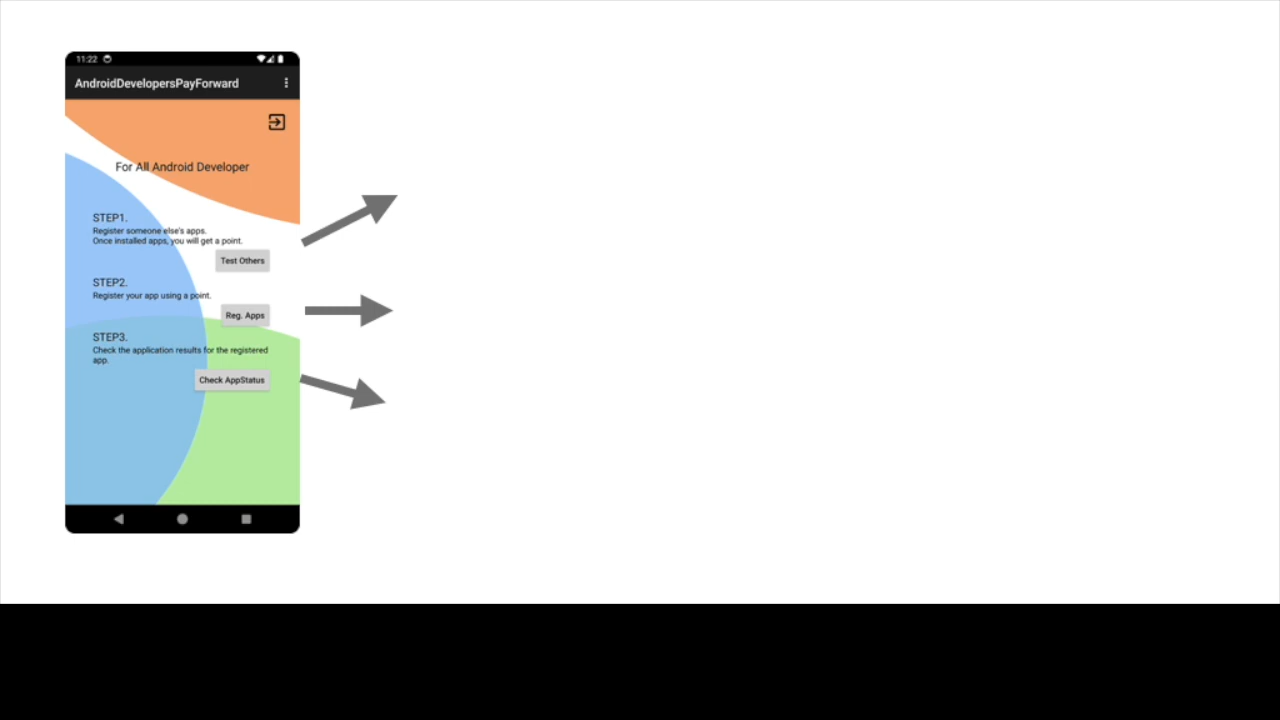 11:22
AndroidDevelopersPayForward
For All Android Developer
STEP1.
Register someone else's apps.
Once installed apps, you will get a point.
Test Others
STEP2.
Register your app using a point.
Reg. Apps
STEP3.
Check the application results for the registered
app.
Check AppStatus